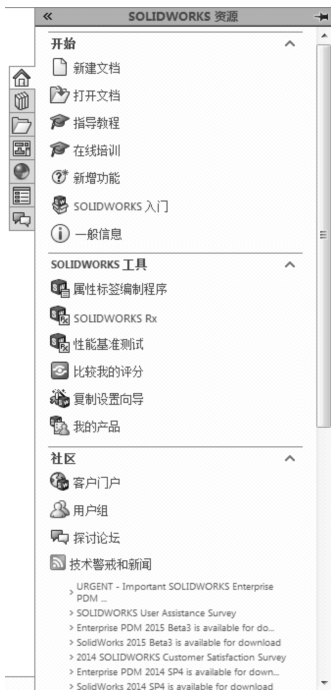 SOLIDWORKS 资源
开始
新建文档
打开文档
指导教程
在线培训
新增功能
SOLIDWORKS 入门
一般信息
SOLIDWORKS 工具
属性标签编制程序
SOLIDWORKS Rx
性能基准测试
比较我的评分
复制设置向导
我的产品
社区
客户门户
用户组
探讨论坛
技术警戒和新闻
> URGENT - Important SOLIDWORKS Enterprise
PDM ...
> SOLIDWORKS User Assistance Survey
> Enterprise PDM 2015 Beta3 is available for do...
> SolidWorks 2015 Beta3 is available for download
> 2014 SOLIDWORKS Customer Satisfaction Survey
> Enterprise PDM 2014 SP4 is available for down...
> SolidWorks 2014 SP4 is available for download